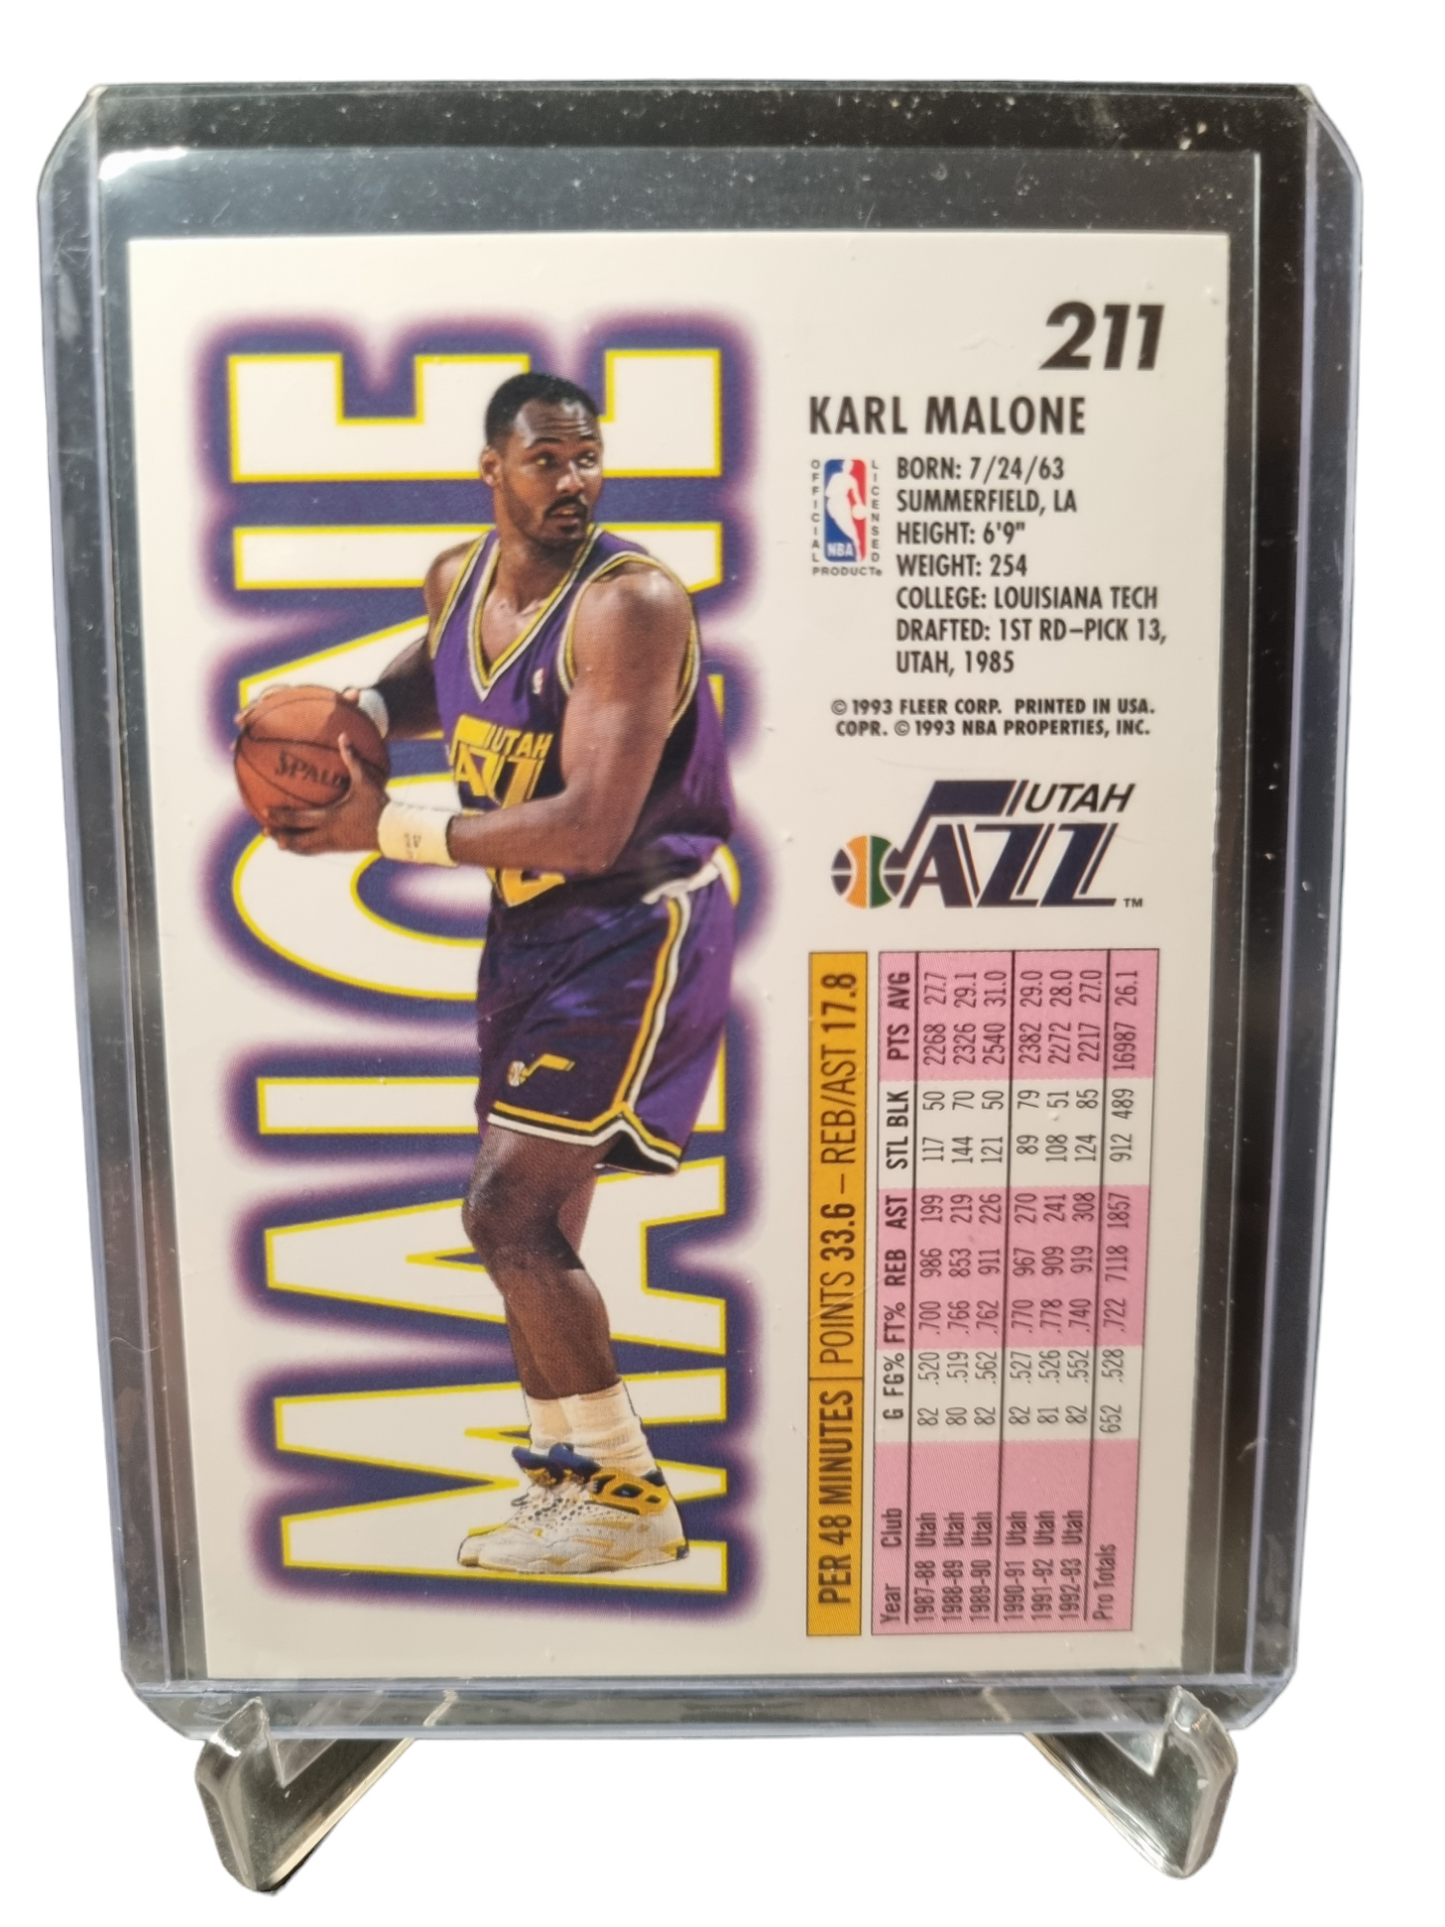 211
KARL MALONE
OFFICIAL LICENSED
NBA
PRODUCT®
BORN: 7/24/63
SUMMERFIELD, LA
HEIGHT: 6'9"
WEIGHT: 254
COLLEGE: LOUISIANA TECH
DRAFTED: 1ST RD–PICK 13,
UTAH, 1985
© 1993 FLEER CORP. PRINTED IN USA.
COPR. © 1993 NBA PROPERTIES, INC.
UTAH
JAZZ ™
MALONE
SPALD
UTAH
JAZZ
PER 48 MINUTES | POINTS 33.6 – REB/AST 17.8
Year Club G FG% FT% REB AST STL BLK PTS AVG
1987-88 Utah 82 .520 .700 986 199 117 50 2268 27.7
1988-89 Utah 80 .519 .766 853 219 144 70 2326 29.1
1989-90 Utah 82 .562 .762 911 226 121 50 2540 31.0
1990-91 Utah 82 .527 .770 967 270 89 79 2382 29.0
1991-92 Utah 81 .526 .778 909 241 108 51 2272 28.0
1992-93 Utah 82 .552 .740 919 308 124 85 2217 27.0
Pro Totals 652 .528 .722 7118 1857 912 489 16987 26.1